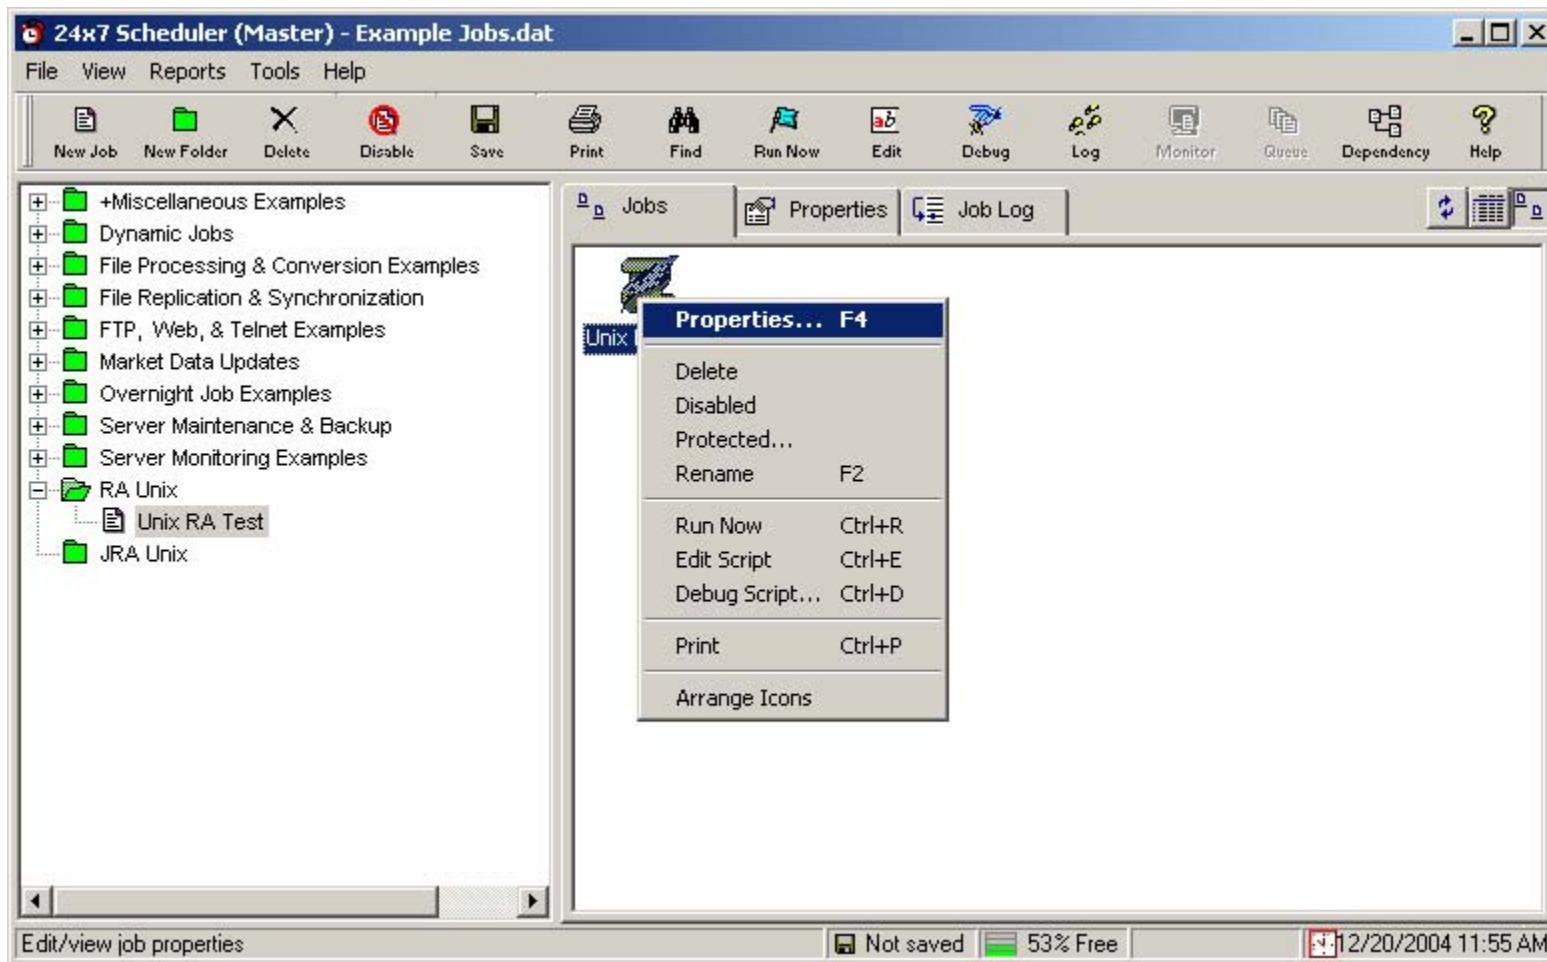 24x7 Scheduler (Master) - Example Jobs.dat
File View Reports Tools Help
New Job New Folder Delete Disable Save Print Find Run Now Edit Debug Log Monitor Queue Dependency Help
+Miscellaneous Examples
Dynamic Jobs
File Processing & Conversion Examples
File Replication & Synchronization
FTP, Web, & Telnet Examples
Market Data Updates
Overnight Job Examples
Server Maintenance & Backup
Server Monitoring Examples
RA Unix
Unix RA Test
JRA Unix
Jobs Properties Job Log
Unix
Properties... F4
Delete
Disabled
Protected...
Rename F2
Run Now Ctrl+R
Edit Script Ctrl+E
Debug Script... Ctrl+D
Print Ctrl+P
Arrange Icons
Edit/view job properties Not saved 53% Free 12/20/2004 11:55 AM